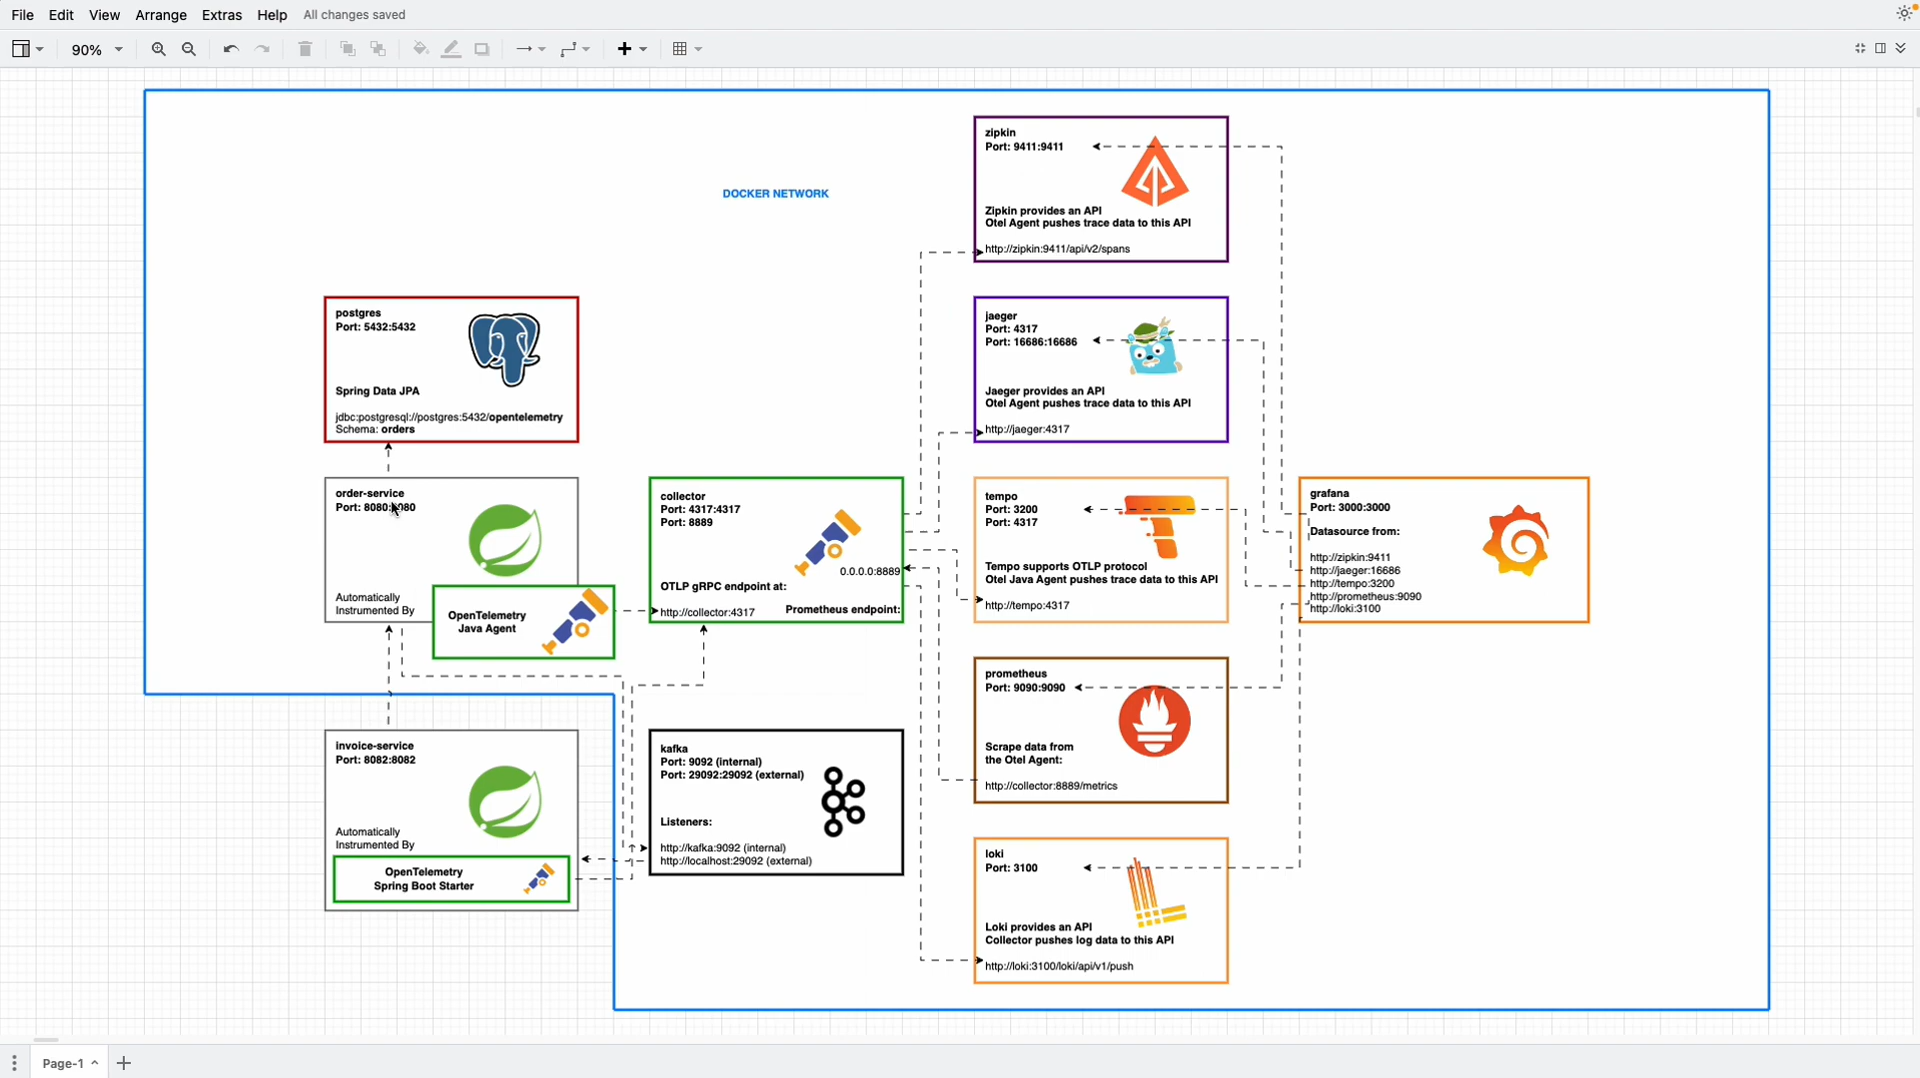 File Edit View Arrange Extras Help All changes saved
90%
DOCKER NETWORK
zipkin
Port: 9411:9411
Zipkin provides an API
Otel Agent pushes trace data to this API
http://zipkin:9411/api/v2/spans
postgres
Port: 5432:5432
Spring Data JPA
jdbc:postgresql://postgres:5432/opentelemetry
Schema: orders
jaeger
Port: 4317
Port: 16686:16686
Jaeger provides an API
Otel Agent pushes trace data to this API
http://jaeger:4317
order-service
Port: 8080:8080
Automatically
Instrumented By
OpenTelemetry
Java Agent
collector
Port: 4317:4317
Port: 8889
0.0.0.0:8889
OTLP gRPC endpoint at:
http://collector:4317
Prometheus endpoint:
tempo
Port: 3200
Port: 4317
Tempo supports OTLP protocol
Otel Java Agent pushes trace data to this API
http://tempo:4317
grafana
Port: 3000:3000
Datasource from:
http://zipkin:9411
http://jaeger:16686
http://tempo:3200
http://prometheus:9090
http://loki:3100
prometheus
Port: 9090:9090
Scrape data from
the Otel Agent:
http://collector:8889/metrics
invoice-service
Port: 8082:8082
Automatically
Instrumented By
OpenTelemetry
Spring Boot Starter
kafka
Port: 9092 (internal)
Port: 29092:29092 (external)
Listeners:
http://kafka:9092 (internal)
http://localhost:29092 (external)
loki
Port: 3100
Loki provides an API
Collector pushes log data to this API
http://loki:3100/loki/api/v1/push
Page-1